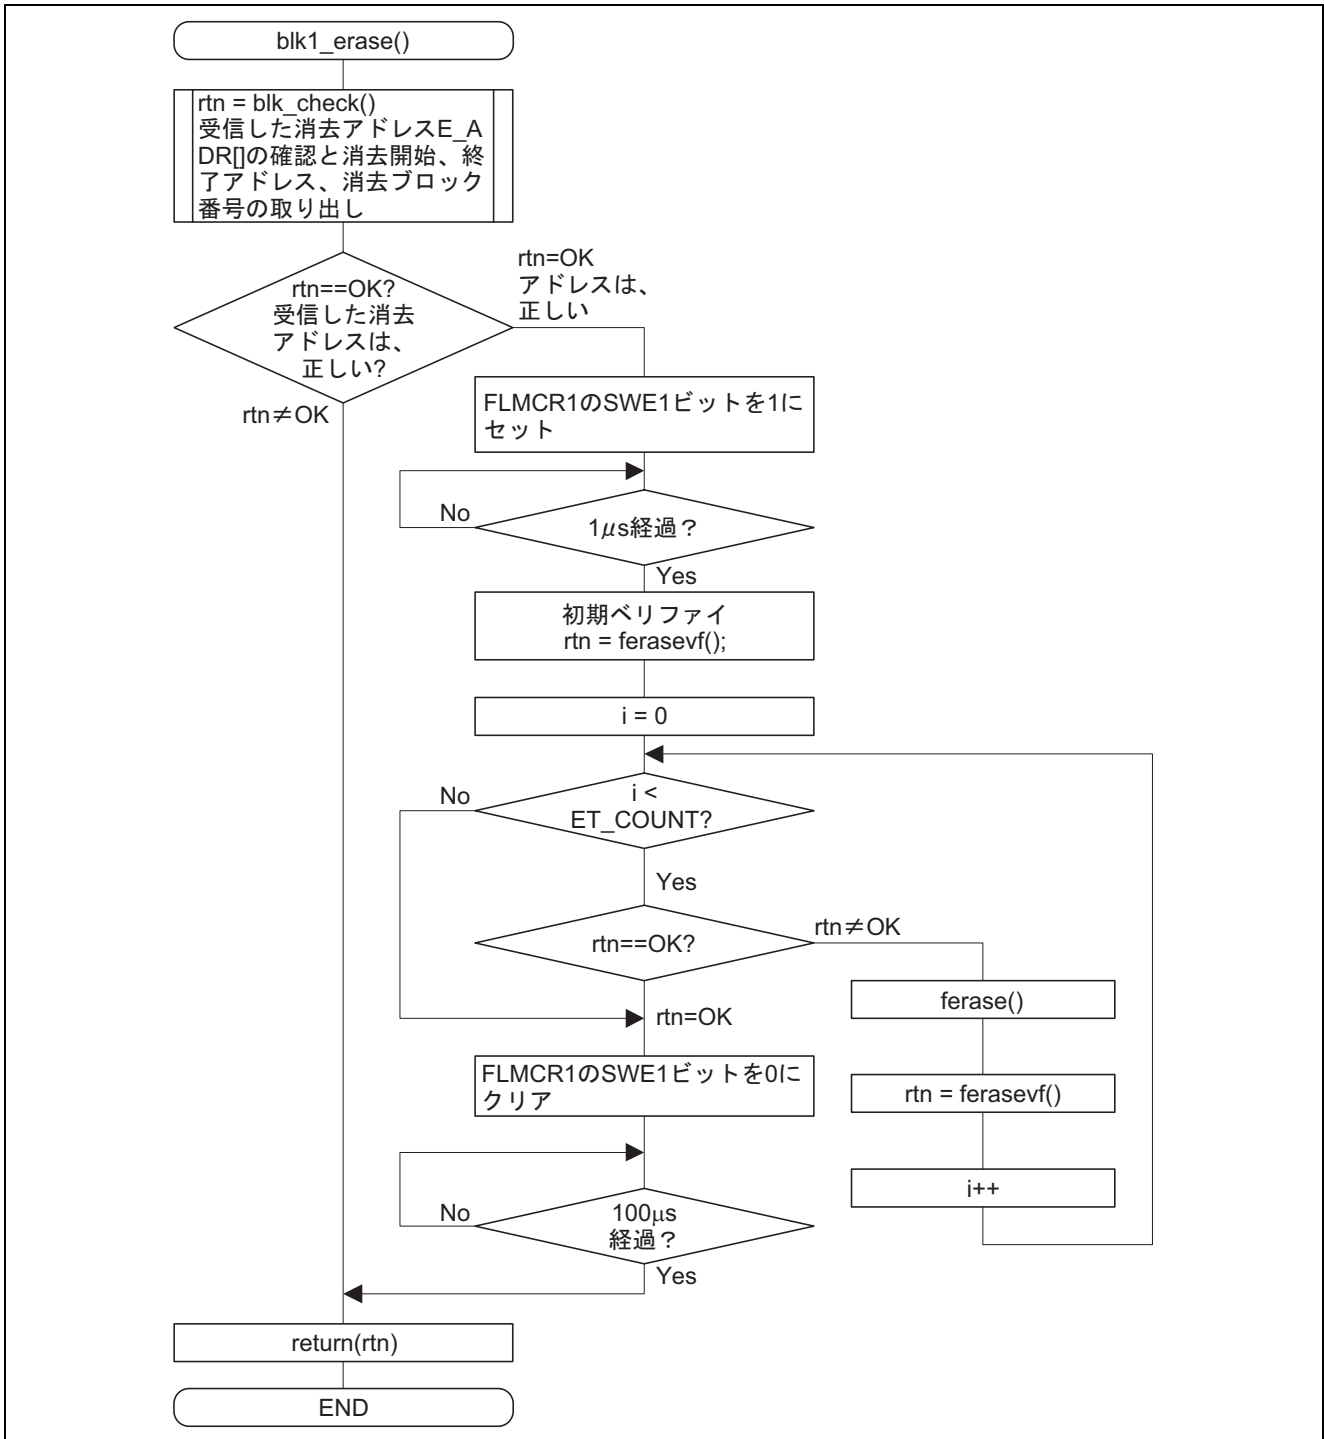 blk1_erase()
rtn = blk_check()
受信した消去アドレスE_A
DR[]の確認と消去開始、終
了アドレス、消去ブロック
番号の取り出し
rtn==OK?
受信した消去
アドレスは、
正しい?
rtn=OK
アドレスは、
正しい
rtn≠OK
FLMCR1のSWE1ビットを1に
セット
No
1μs経過？
Yes
初期ベリファイ
rtn = ferasevf();
i = 0
No
i <
ET_COUNT?
Yes
rtn==OK?
rtn≠OK
ferase()
rtn=OK
FLMCR1のSWE1ビットを0に
クリア
rtn = ferasevf()
i++
No
100μs
経過？
Yes
return(rtn)
END